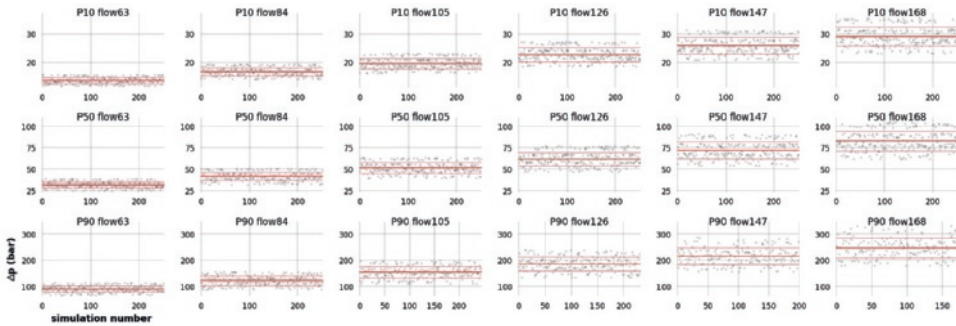 P10 flow63 P10 flow84 P10 flow105 P10 flow126 P10 flow147 P10 flow168
30 30 30 30 30 30
20 20 20 20 20 20
0 100 200 0 100 200 0 100 200 0 100 200 0 100 200 0 100 200
P50 flow63 P50 flow84 P50 flow105 P50 flow126 P50 flow147 P50 flow168
100 100 100 100 100 100
75 75 75 75 75 75
50 50 50 50 50 50
25 25 25 25 25 25
0 100 200 0 100 200 0 100 200 0 100 200 0 50 100 150 200 0 50 100 150
P90 flow63 P90 flow84 P90 flow105 P90 flow126 P90 flow147 P90 flow168
300 300 300 300 300 300
200 200 200 200 200 200
100 100 100 100 100 100
0 100 200 0 100 200 0 50 100 150 200 250 0 50 100 150 200 0 50 100 150 200 0 50 100 150
Δp (bar)
simulation number